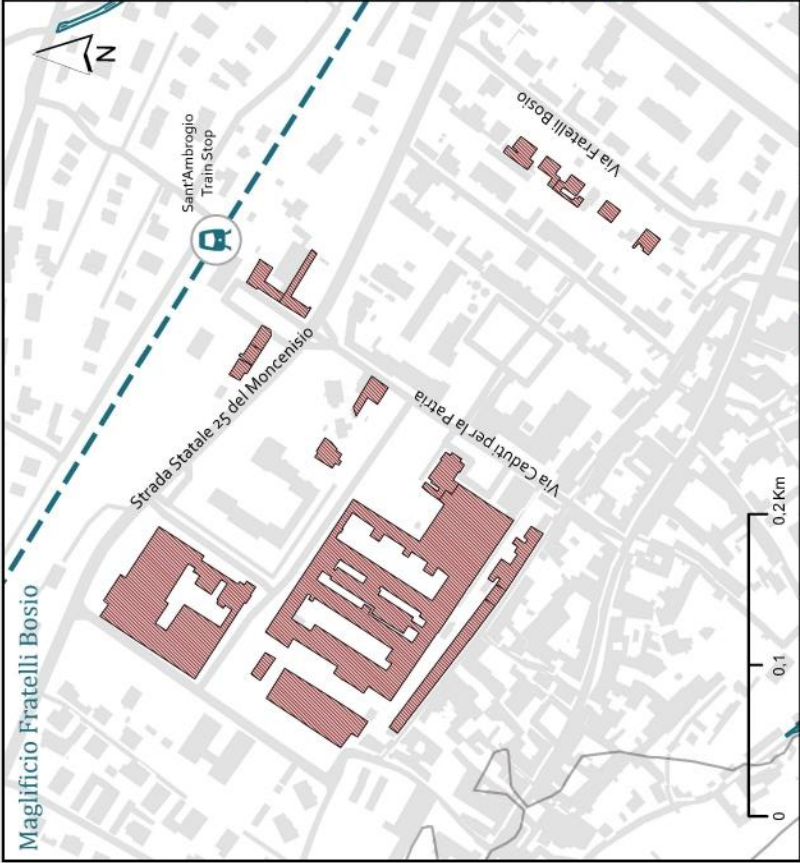 Maglificio Fratelli Bosio
N
Sant'Ambrogio
Train Stop
Via Fratelli Bosio
Strada Statale 25 del Moncenisio
Via Caduti per la Patria
0
0,1
0,2 Km